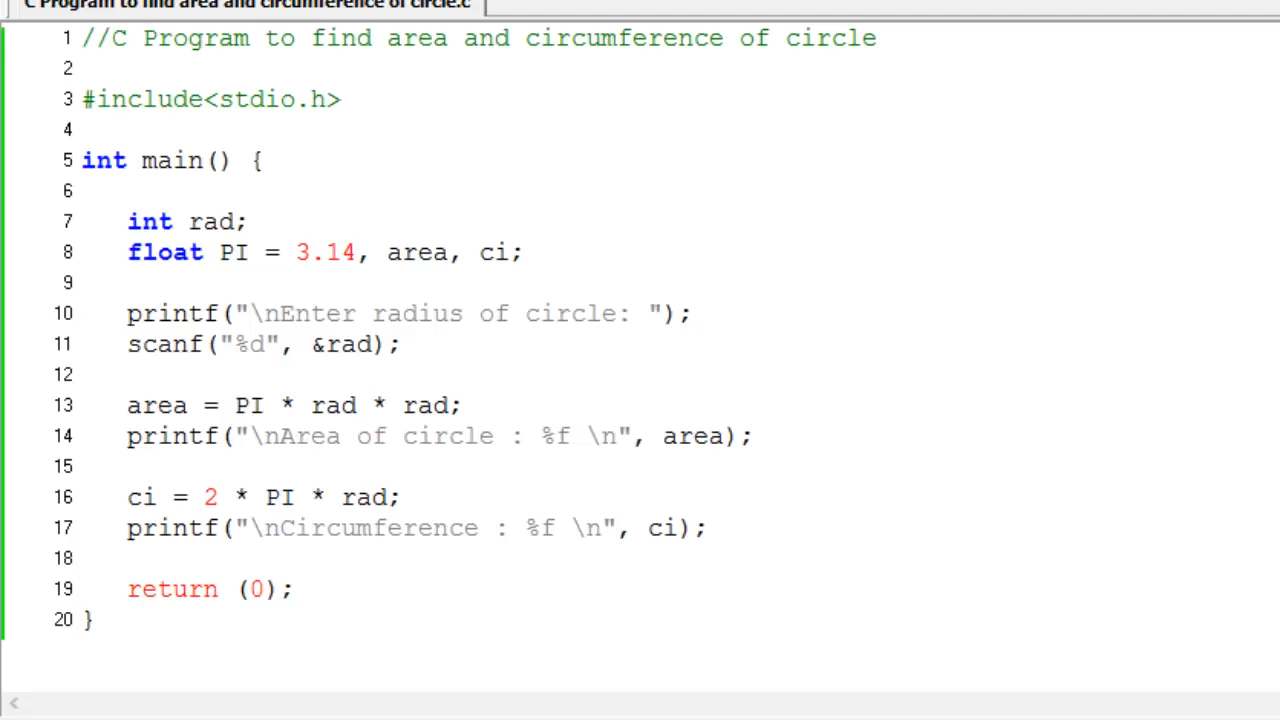 C Program to find area and circumference of circle.c
1 //C Program to find area and circumference of circle
2
3 #include<stdio.h>
4
5 int main() {
6
7 int rad;
8 float PI = 3.14, area, ci;
9
10 printf("\nEnter radius of circle: ");
11 scanf("%d", &rad);
12
13 area = PI * rad * rad;
14 printf("\nArea of circle : %f \n", area);
15
16 ci = 2 * PI * rad;
17 printf("\nCircumference : %f \n", ci);
18
19 return (0);
20 }